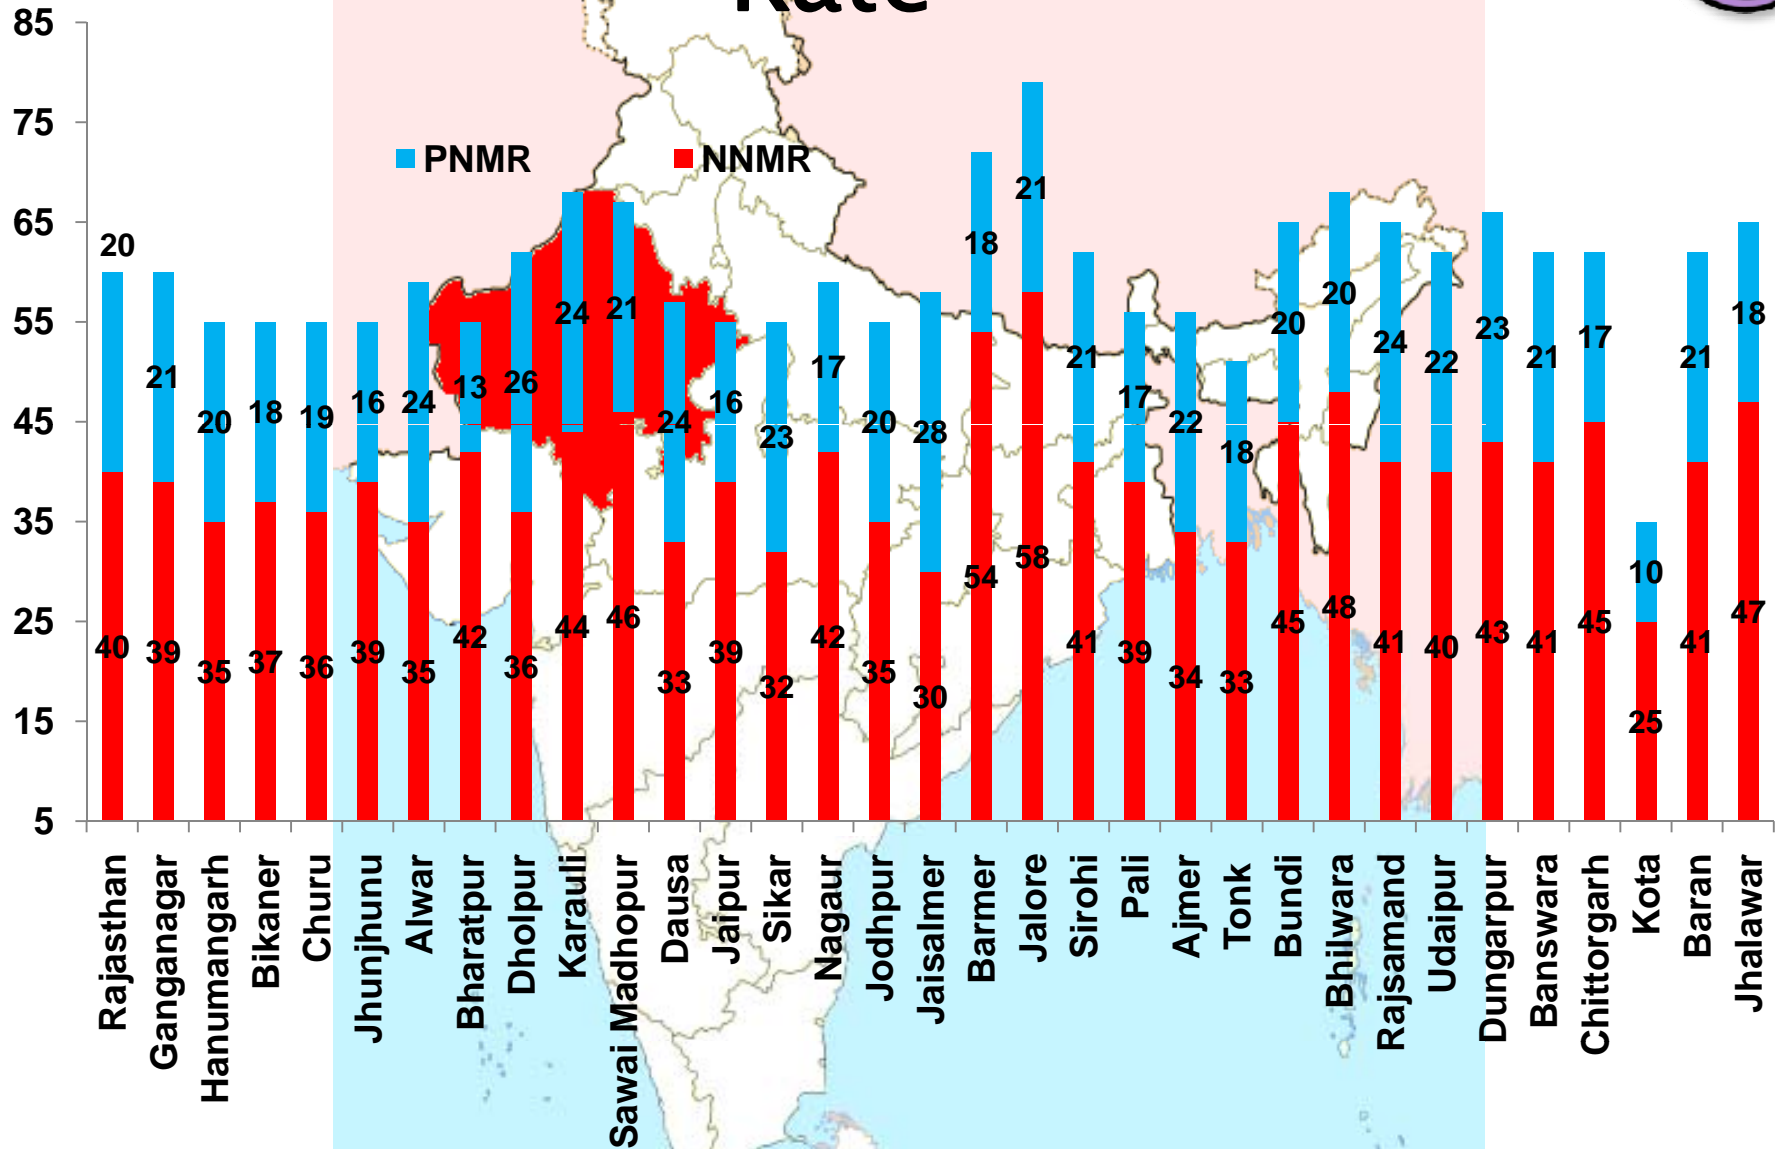 Rate
85
75
65
55
45
35
25
15
5
PNMR NNMR
20 21 20 18 19 16 24 13 26 24 21 24 16 23 17 20 28 18 21 21 17 22 18 20 20 24 22 23 21 17 10 21 18
40 39 35 37 36 39 35 42 36 44 46 33 39 32 42 35 30 54 58 41 39 34 33 45 48 41 40 43 41 45 25 41 47
Rajasthan
Ganganagar
Hanumangarh
Bikaner
Churu
Jhunjhunu
Alwar
Bharatpur
Dholpur
Karauli
Sawai Madhopur
Dausa
Jaipur
Sikar
Nagaur
Jodhpur
Jaisalmer
Barmer
Jalore
Sirohi
Pali
Ajmer
Tonk
Bundi
Bhilwara
Rajsamand
Udaipur
Dungarpur
Banswara
Chittorgarh
Kota
Baran
Jhalawar